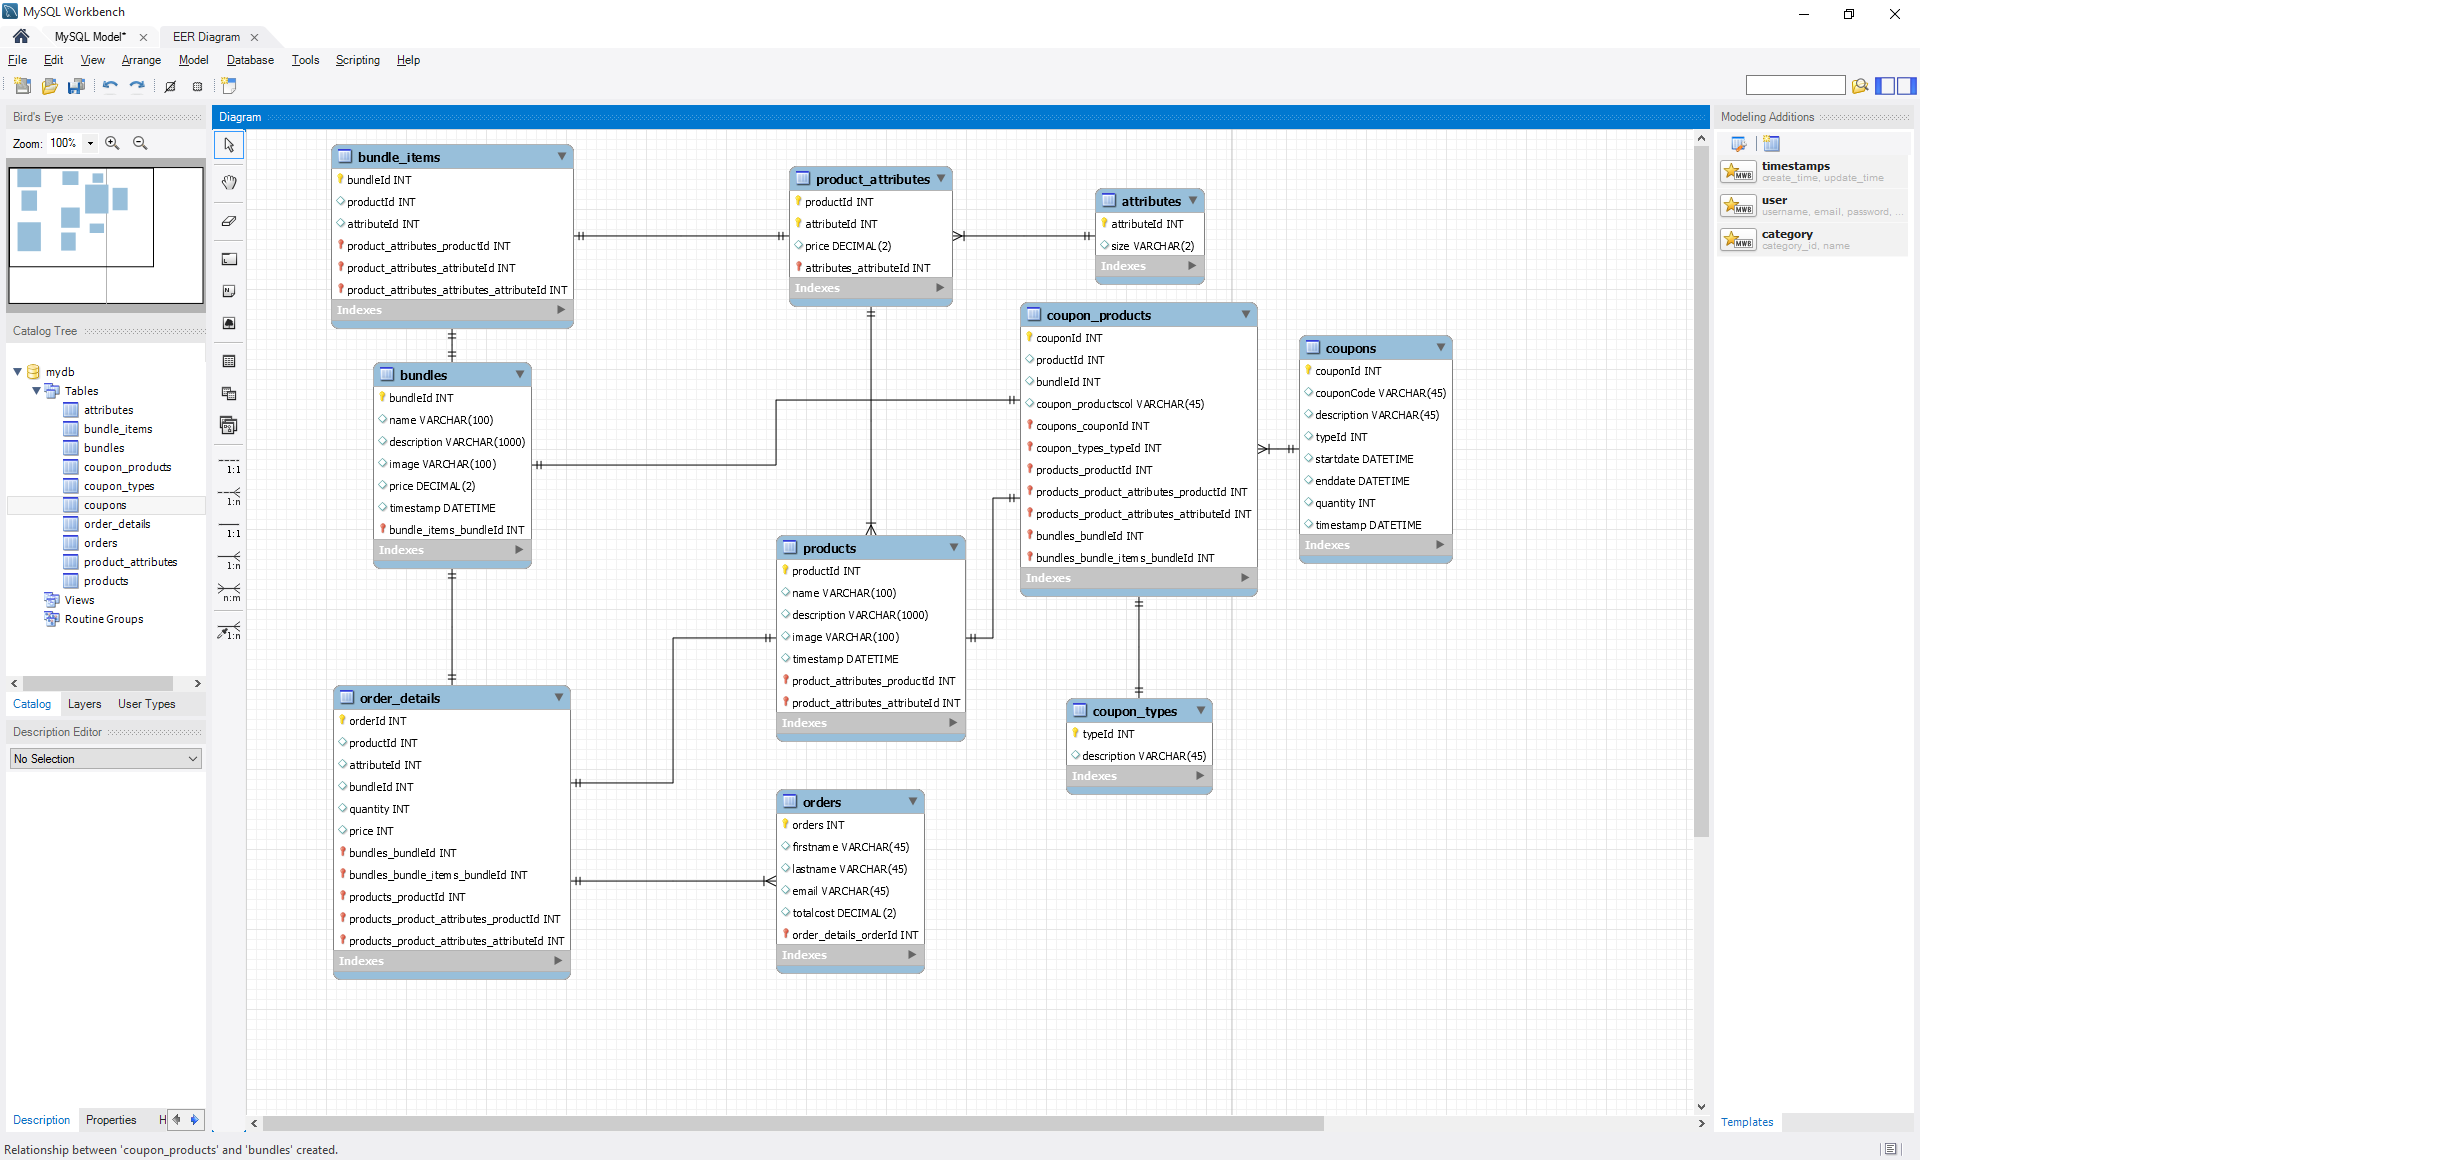 MySQL Workbench
MySQL Model*
EER Diagram
File Edit View Arrange Model Database Tools Scripting Help
Bird's Eye
Zoom: 100%
Catalog Tree
mydb
Tables
attributes
bundle_items
bundles
coupon_products
coupon_types
coupons
order_details
orders
product_attributes
products
Views
Routine Groups
Catalog Layers User Types
Description Editor
No Selection
Description Properties H
Diagram
1:1
1:n
1:1
1:n
n:m
1:n
bundle_items
bundleId INT
productId INT
attributeId INT
product_attributes_productId INT
product_attributes_attributeId INT
product_attributes_attributes_attributeId INT
Indexes
bundles
bundleId INT
name VARCHAR(100)
description VARCHAR(1000)
image VARCHAR(100)
price DECIMAL(2)
timestamp DATETIME
bundle_items_bundleId INT
Indexes
order_details
orderId INT
productId INT
attributeId INT
bundleId INT
quantity INT
price INT
bundles_bundleId INT
bundles_bundle_items_bundleId INT
products_productId INT
products_product_attributes_productId INT
products_product_attributes_attributeId INT
Indexes
product_attributes
productId INT
attributeId INT
price DECIMAL(2)
attributes_attributeId INT
Indexes
products
productId INT
name VARCHAR(100)
description VARCHAR(1000)
image VARCHAR(100)
timestamp DATETIME
product_attributes_productId INT
product_attributes_attributeId INT
Indexes
orders
orders INT
firstname VARCHAR(45)
lastname VARCHAR(45)
email VARCHAR(45)
totalcost DECIMAL(2)
order_details_orderId INT
Indexes
attributes
attributeId INT
size VARCHAR(2)
Indexes
coupon_products
couponId INT
productId INT
bundleId INT
coupon_productscol VARCHAR(45)
coupons_couponId INT
coupon_types_typeId INT
products_productId INT
products_product_attributes_productId INT
products_product_attributes_attributeId INT
bundles_bundleId INT
bundles_bundle_items_bundleId INT
Indexes
coupon_types
typeId INT
description VARCHAR(45)
Indexes
coupons
couponId INT
couponCode VARCHAR(45)
description VARCHAR(45)
typeId INT
startdate DATETIME
enddate DATETIME
quantity INT
timestamp DATETIME
Indexes
Modeling Additions
MWB
timestamps
create_time, update_time
MWB
user
username, email, password, ...
MWB
category
category_id, name
Templates
Relationship between 'coupon_products' and 'bundles' created.